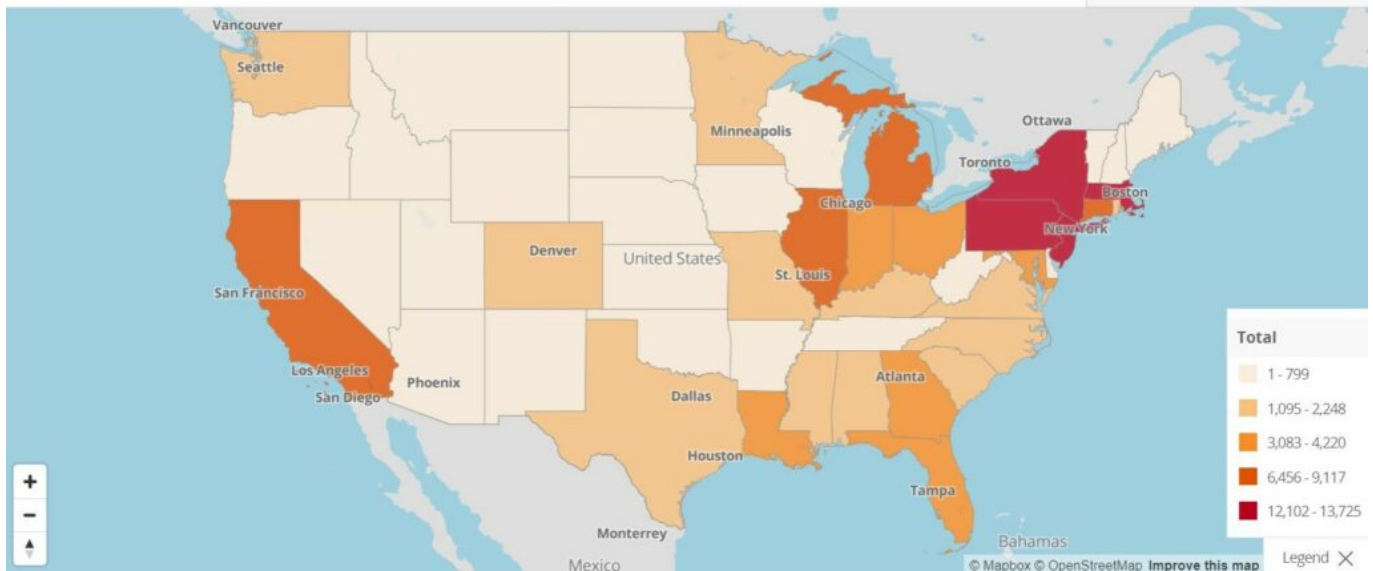 Vancouver
Seattle
Ottawa
Minneapolis
Toronto
Boston
Chicago
New York
Denver
United States
St. Louis
San Francisco
Los Angeles
Phoenix
Atlanta
San Diego
Dallas
Houston
Tampa
Monterrey
Bahamas
Mexico
Total
1 - 799
1,095 - 2,248
3,083 - 4,220
6,456 - 9,117
12,102 - 13,725
+
−
© Mapbox © OpenStreetMap Improve this map
Legend X